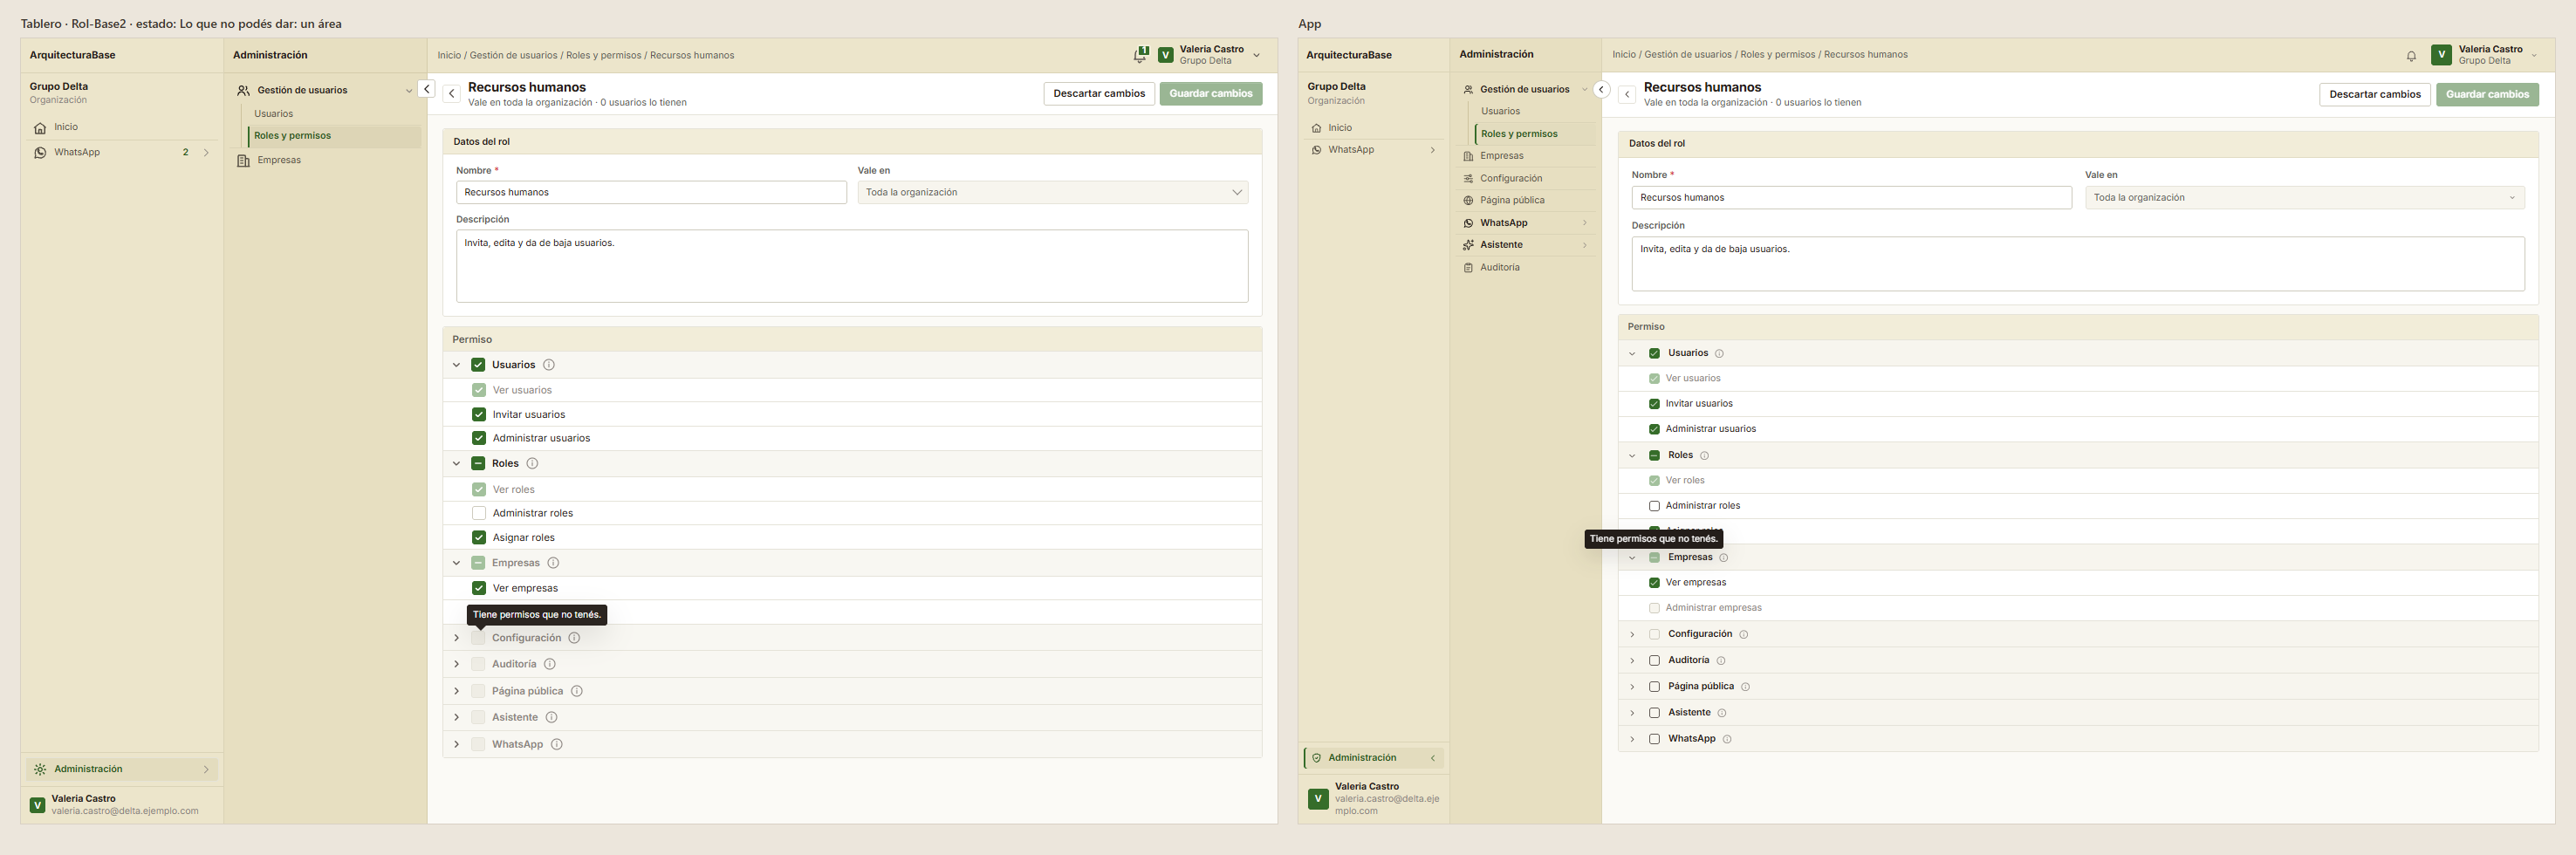 Tablero · Rol-Base2 · estado: Lo que no podés dar: un área
ArquitecturaBase
Grupo Delta
Organización
Inicio
WhatsApp 2
Administración
Valeria Castro
valeria.castro@delta.ejemplo.com
Administración
Gestión de usuarios
Usuarios
Roles y permisos
Empresas
Inicio / Gestión de usuarios / Roles y permisos / Recursos humanos
1
V
Valeria Castro
Grupo Delta
Recursos humanos
Vale en toda la organización · 0 usuarios lo tienen
Descartar cambios
Guardar cambios
Datos del rol
Nombre *
Vale en
Recursos humanos
Toda la organización
Descripción
Invita, edita y da de baja usuarios.
Permiso
Usuarios
Ver usuarios
Invitar usuarios
Administrar usuarios
Roles
Ver roles
Administrar roles
Asignar roles
Empresas
Ver empresas
Tiene permisos que no tenés.
Configuración
Auditoría
Página pública
Asistente
WhatsApp
V
App
ArquitecturaBase
Grupo Delta
Organización
Inicio
WhatsApp
Administración
V
Valeria Castro
valeria.castro@delta.eje
mplo.com
Administración
Gestión de usuarios
Usuarios
Roles y permisos
Empresas
Configuración
Página pública
WhatsApp
Asistente
Auditoría
Inicio / Gestión de usuarios / Roles y permisos / Recursos humanos
V
Valeria Castro
Grupo Delta
Recursos humanos
Vale en toda la organización · 0 usuarios lo tienen
Descartar cambios
Guardar cambios
Datos del rol
Nombre *
Vale en
Recursos humanos
Toda la organización
Descripción
Invita, edita y da de baja usuarios.
Permiso
Usuarios
Ver usuarios
Invitar usuarios
Administrar usuarios
Roles
Ver roles
Administrar roles
Tiene permisos que no tenés.
Empresas
Ver empresas
Administrar empresas
Configuración
Auditoría
Página pública
Asistente
WhatsApp